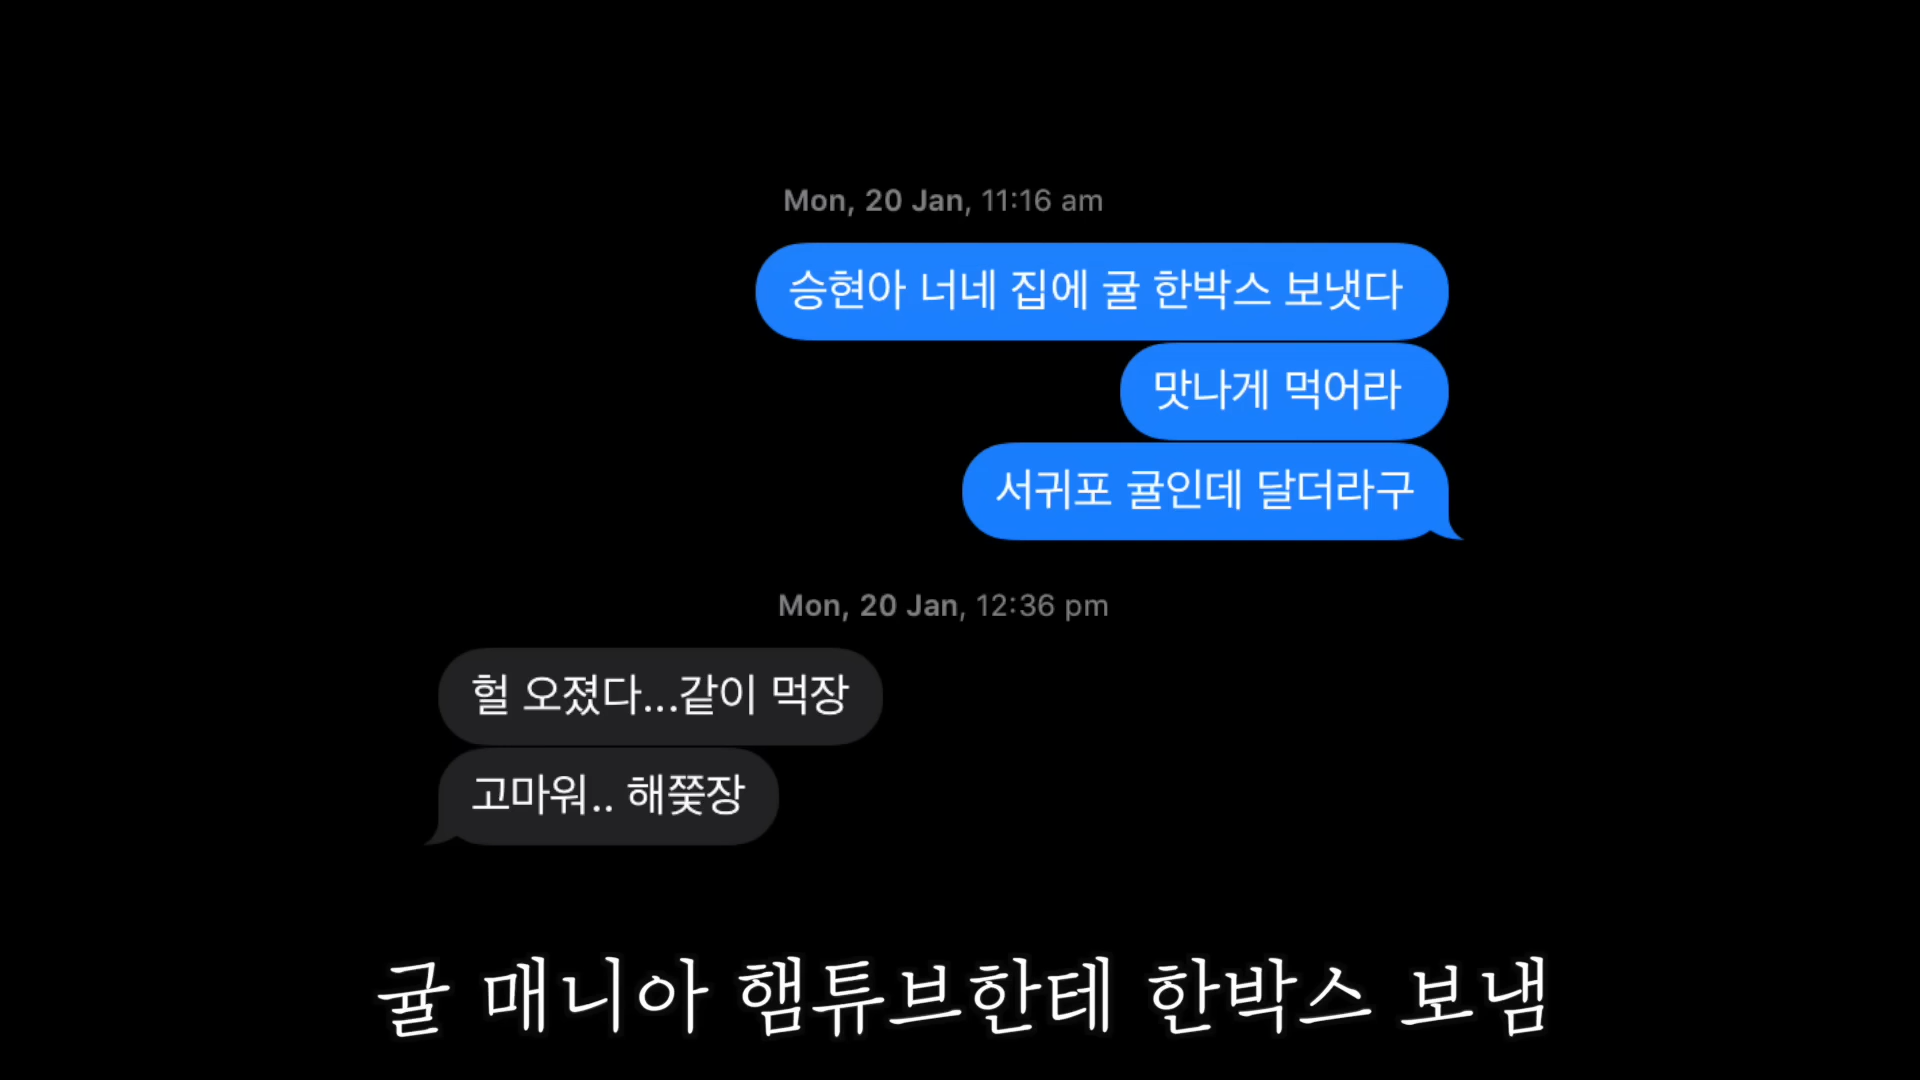 Mon, 20 Jan, 11:16 am
승현아 너네 집에 귤 한박스 보냇다
맛나게 먹어라
서귀포 귤인데 달더라구
Mon, 20 Jan, 12:36 pm
헐 오졌다...같이 먹장
고마워.. 해쭃장
귤 매니아 햄튜브한테 한박스 보냄